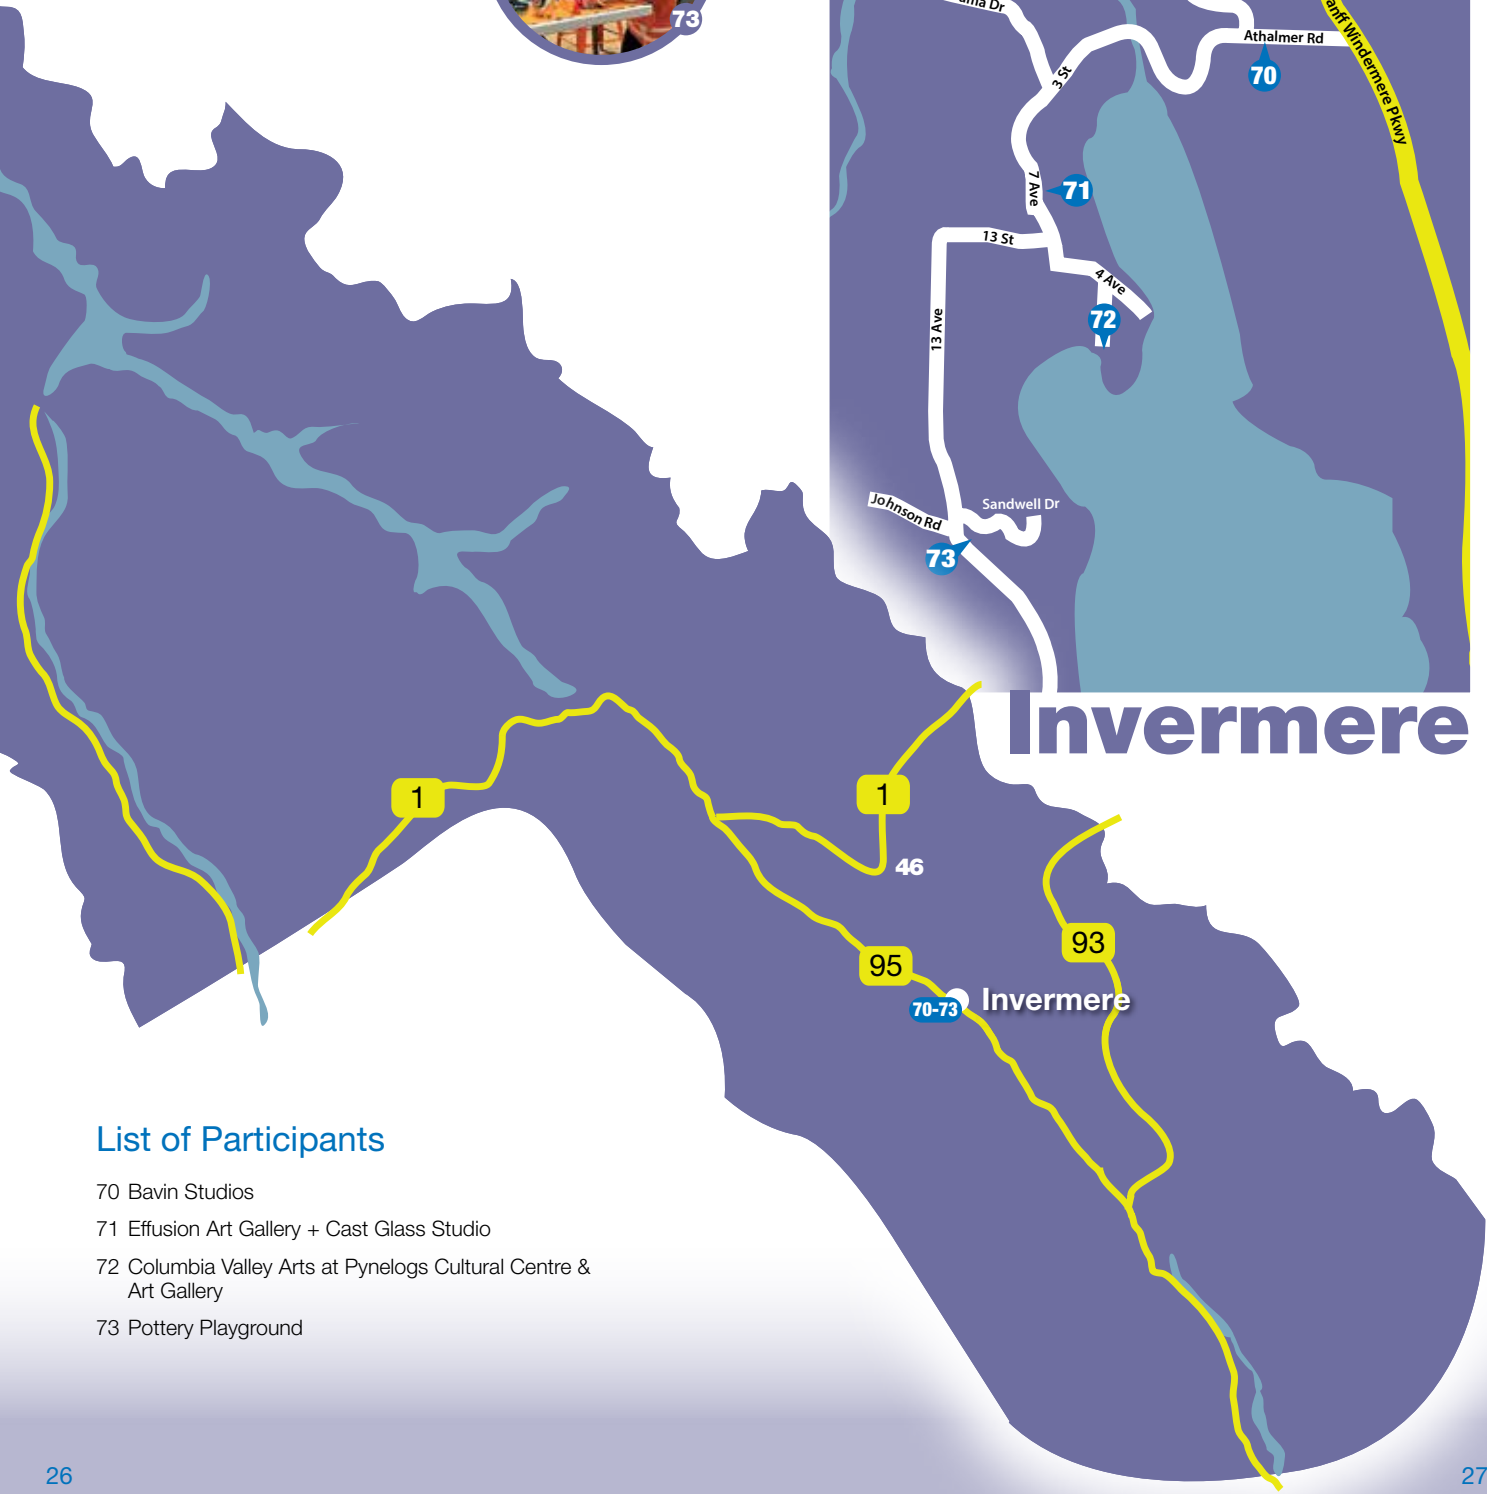 73
Dr
Athalmer Rd
Windermere Pkwy
70
3 St
7 Ave
71
13 St
4 Ave
72
13 Ave
Johnson Rd
Sandwell Dr
73
Invermere
1
1
46
93
95
70-73
Invermere
List of Participants
70 Bavin Studios
71 Effusion Art Gallery + Cast Glass Studio
72 Columbia Valley Arts at Pynelogs Cultural Centre &
Art Gallery
73 Pottery Playground
26
27